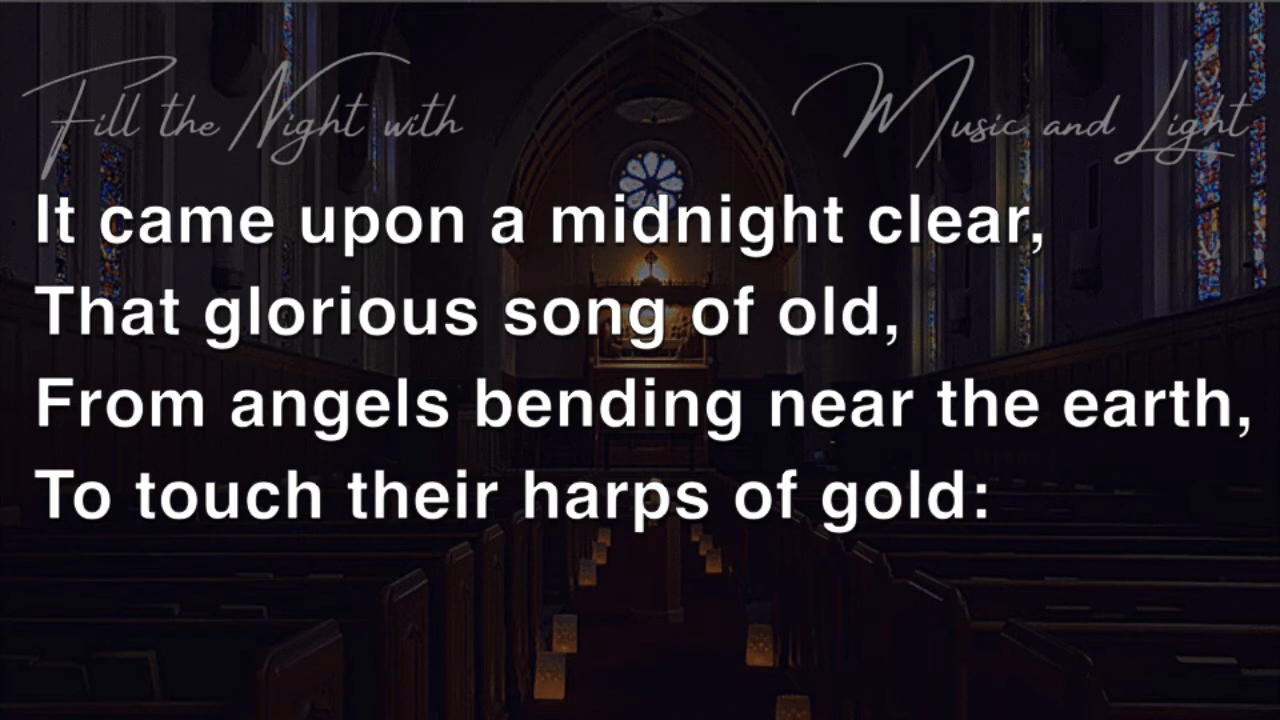 Fill the Night with Music and Light
It came upon a midnight clear,
That glorious song of old,
From angels bending near the earth,
To touch their harps of gold: